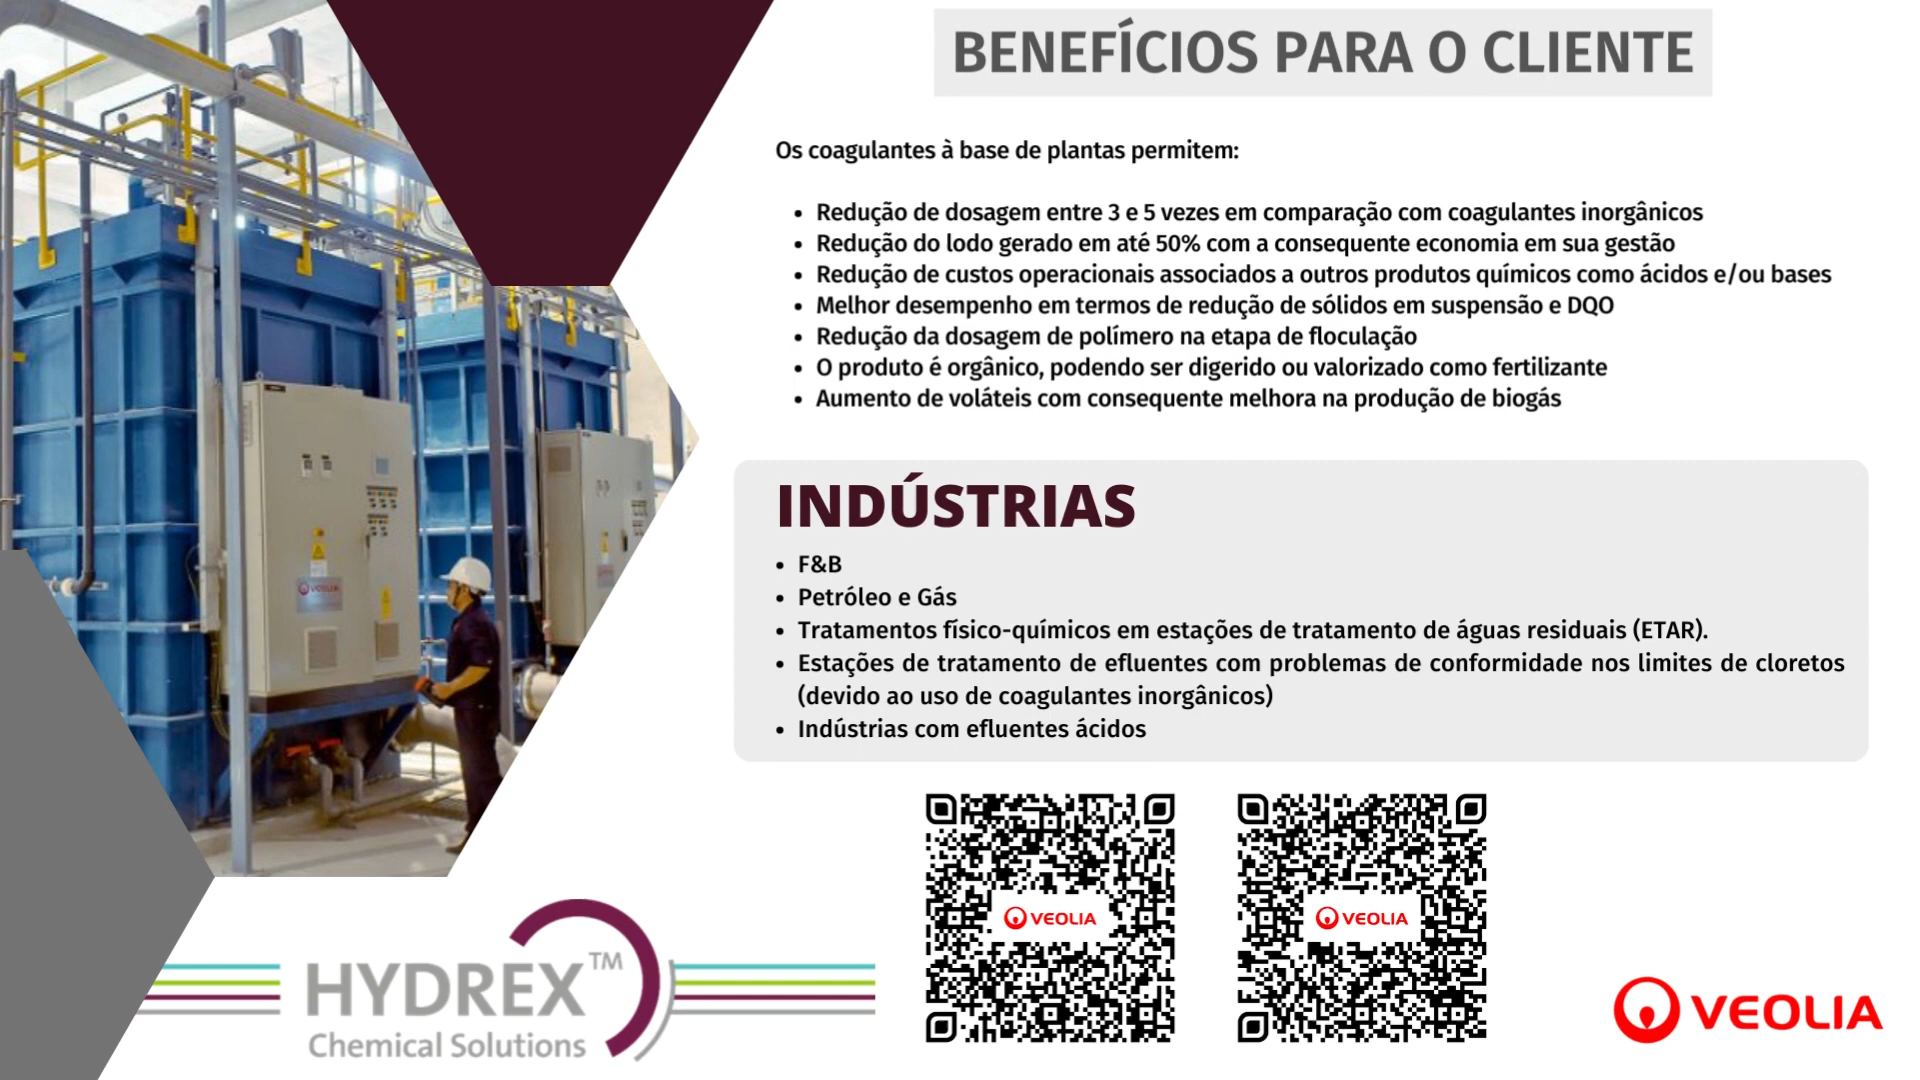 BENEFÍCIOS PARA O CLIENTE
Os coagulantes à base de plantas permitem:
• Redução de dosagem entre 3 e 5 vezes em comparação com coagulantes inorgânicos
• Redução do lodo gerado em até 50% com a consequente economia em sua gestão
• Redução de custos operacionais associados a outros produtos químicos como ácidos e/ou bases
• Melhor desempenho em termos de redução de sólidos em suspensão e DQO
• Redução da dosagem de polímero na etapa de floculação
• O produto é orgânico, podendo ser digerido ou valorizado como fertilizante
• Aumento de voláteis com consequente melhora na produção de biogás
INDÚSTRIAS
• F&B
• Petróleo e Gás
• Tratamentos físico-químicos em estações de tratamento de águas residuais (ETAR).
• Estações de tratamento de efluentes com problemas de conformidade nos limites de cloretos
(devido ao uso de coagulantes inorgânicos)
• Indústrias com efluentes ácidos
VEOLIA
VEOLIA
VEOLIA
HYDREX™
Chemical Solutions
VEOLIA